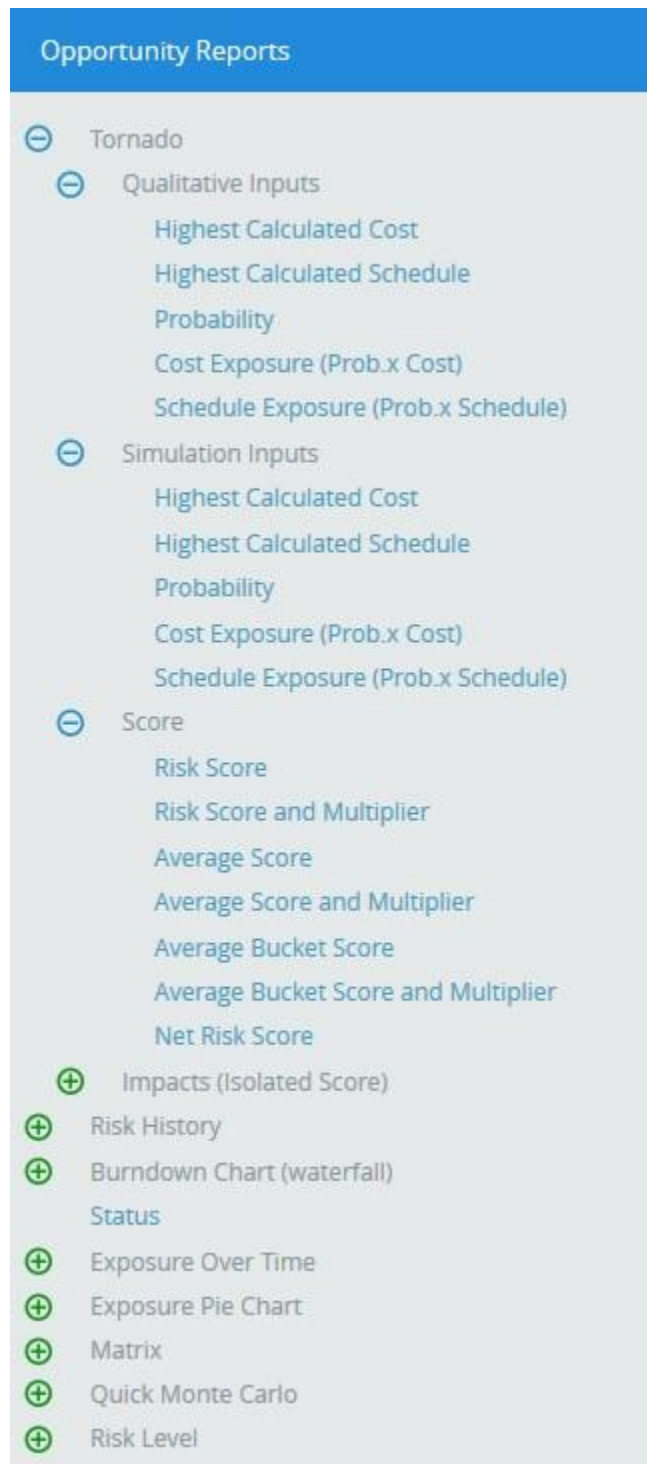 Opportunity Reports
Tornado
Qualitative Inputs
Highest Calculated Cost
Highest Calculated Schedule
Probability
Cost Exposure (Prob.x Cost)
Schedule Exposure (Prob.x Schedule)
Simulation Inputs
Highest Calculated Cost
Highest Calculated Schedule
Probability
Cost Exposure (Prob.x Cost)
Schedule Exposure (Prob.x Schedule)
Score
Risk Score
Risk Score and Multiplier
Average Score
Average Score and Multiplier
Average Bucket Score
Average Bucket Score and Multiplier
Net Risk Score
Impacts (Isolated Score)
Risk History
Burndown Chart (waterfall)
Status
Exposure Over Time
Exposure Pie Chart
Matrix
Quick Monte Carlo
Risk Level